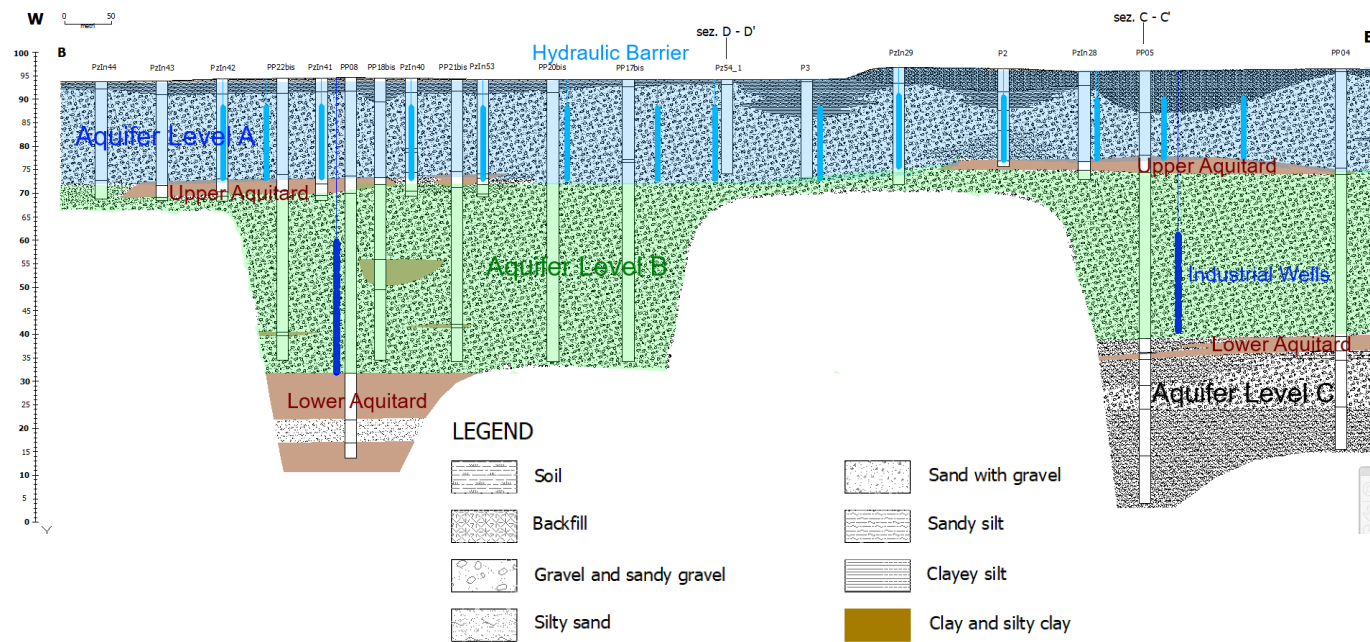 W
0 50
metri
B
sez. D - D'
sez. C - C'
E
Hydraulic Barrier
PzIn44 PzIn43 PzIn42 PP22bis PzIn41 PP08 PP18bis PzIn40 PP21bis PzIn53 PP20bis PP17bis Pz54_1 P3 PzIn29 P2 PzIn28 PP05 PP04
100
95
90
85
80
75
70
65
60
55
50
45
40
35
30
25
20
15
10
5
0
Aquifer Level A
Upper Aquitard
Upper Aquitard
Aquifer Level B
Industrial Wells
Lower Aquitard
Lower Aquitard
Aquifer Level C
LEGEND
Soil
Backfill
Gravel and sandy gravel
Silty sand
Sand with gravel
Sandy silt
Clayey silt
Clay and silty clay